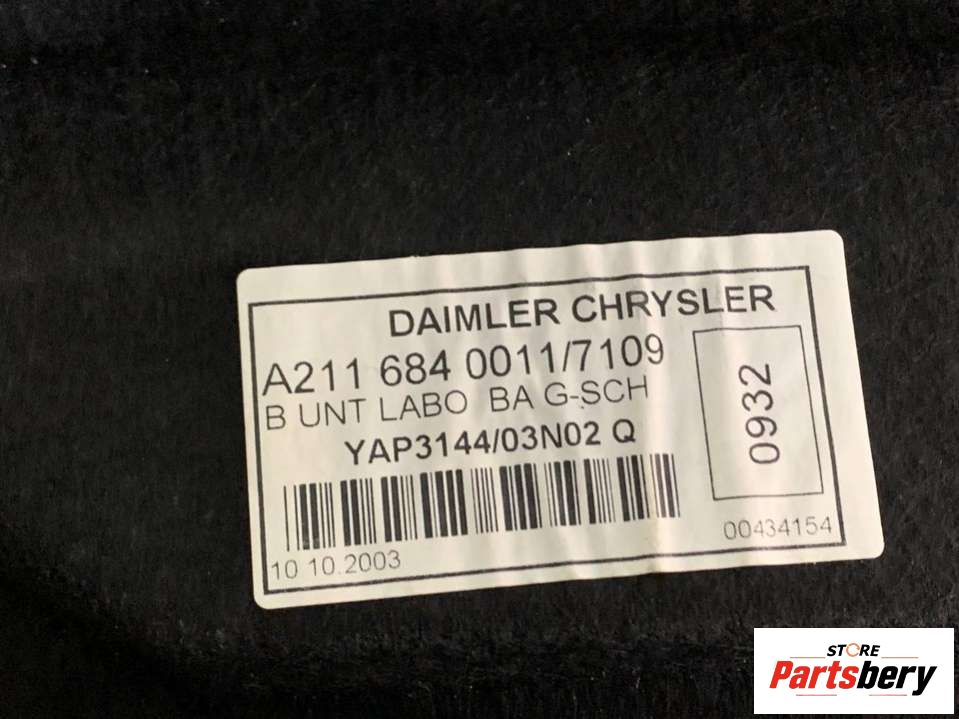 DAIMLER CHRYSLER
A211 684 0011/7109
B UNT LABO BA G-SCH
YAP3144/03N02 Q
0932
10 10.2003
00434154
STORE
Partsbery